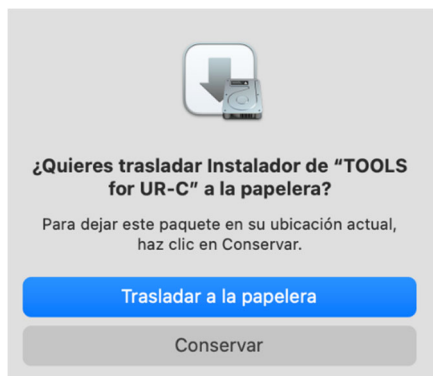 ¿Quieres trasladar Instalador de “TOOLS
for UR-C” a la papelera?
Para dejar este paquete en su ubicación actual,
haz clic en Conservar.
Trasladar a la papelera
Conservar